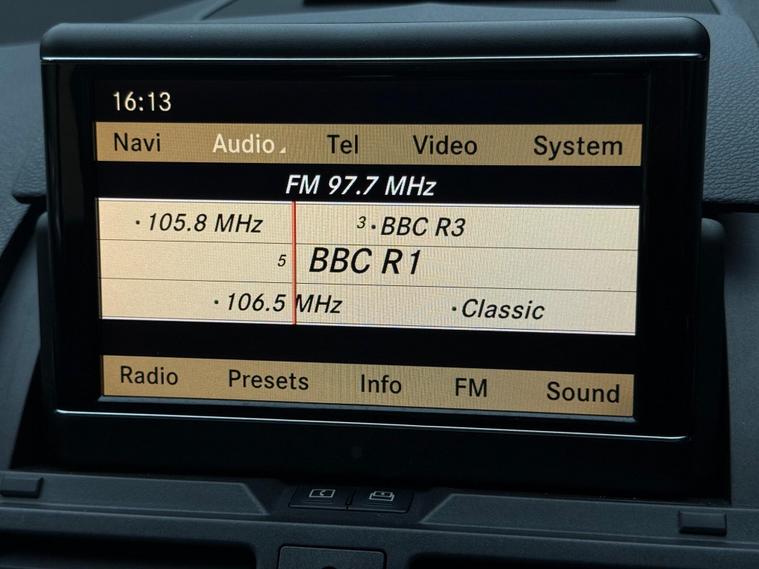 16:13
Navi Audio Tel Video System
FM 97.7 MHz
·105.8 MHz 3·BBC R3
5 BBC R1
·106.5 MHz ·Classic
Radio Presets Info FM Sound